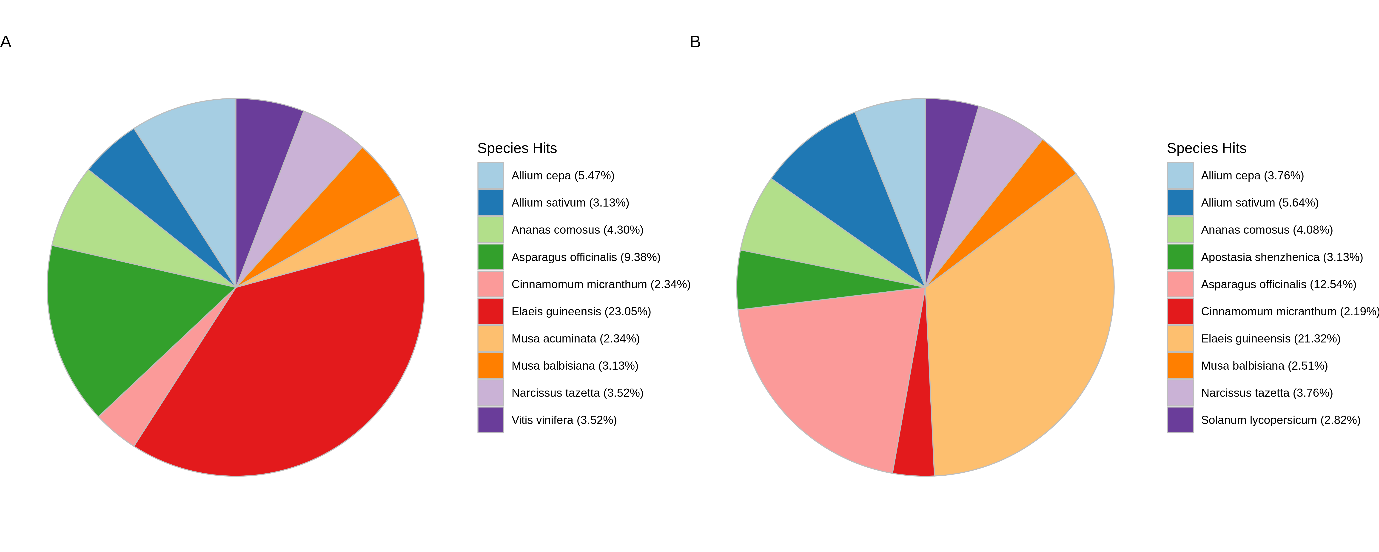 A
Species Hits
Allium cepa (5.47%)
Allium sativum (3.13%)
Ananas comosus (4.30%)
Asparagus officinalis (9.38%)
Cinnamomum micranthum (2.34%)
Elaeis guineensis (23.05%)
Musa acuminata (2.34%)
Musa balbisiana (3.13%)
Narcissus tazetta (3.52%)
Vitis vinifera (3.52%)
B
Species Hits
Allium cepa (3.76%)
Allium sativum (5.64%)
Ananas comosus (4.08%)
Apostasia shenzhenica (3.13%)
Asparagus officinalis (12.54%)
Cinnamomum micranthum (2.19%)
Elaeis guineensis (21.32%)
Musa balbisiana (2.51%)
Narcissus tazetta (3.76%)
Solanum lycopersicum (2.82%)